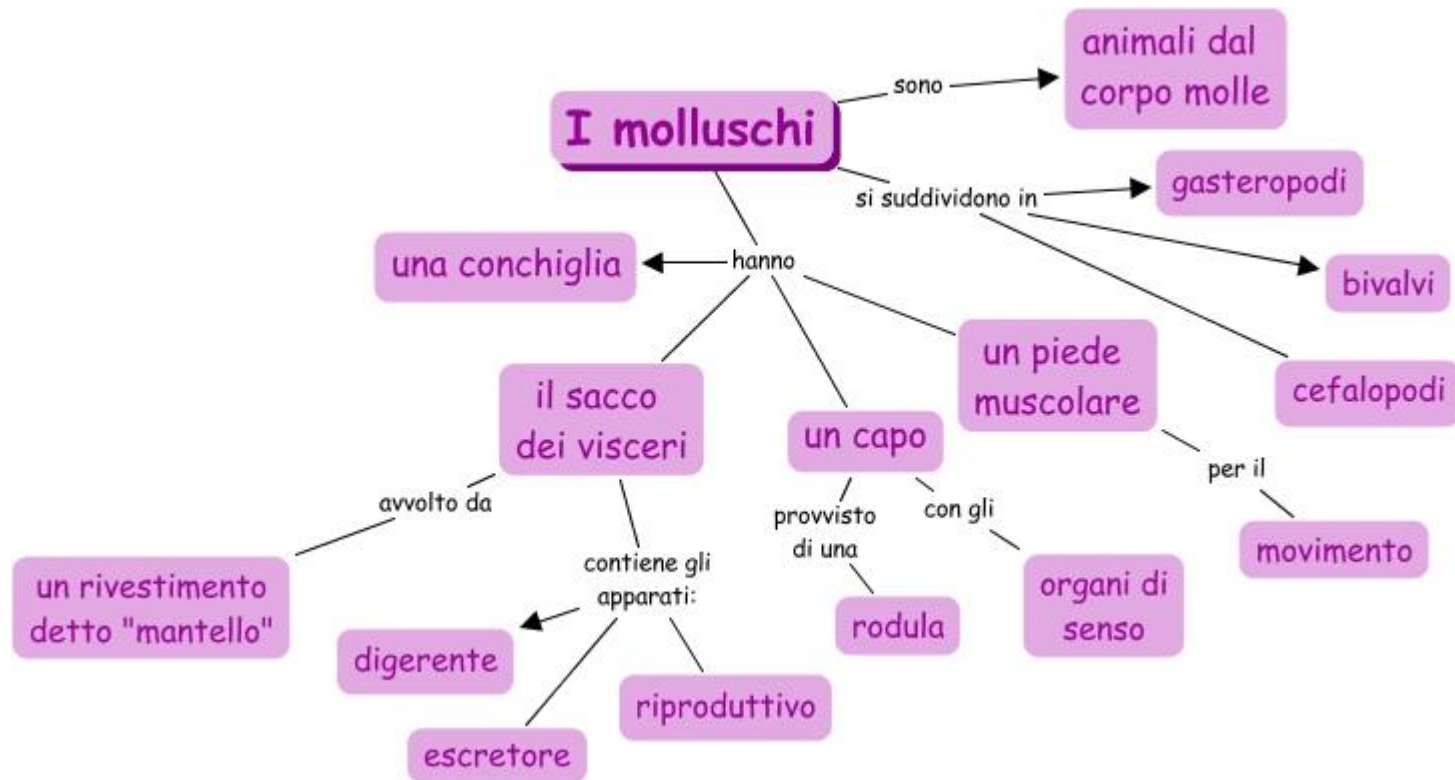 I molluschi
sono
animali dal
corpo molle
si suddividono in
gasteropodi
bivalvi
cefalopodi
hanno
una conchiglia
il sacco
dei visceri
avvolto da
un rivestimento
detto "mantello"
contiene gli
apparati:
digerente
escretore
riproduttivo
un capo
provvisto
di una
rodula
con gli
organi di
senso
un piede
muscolare
per il
movimento